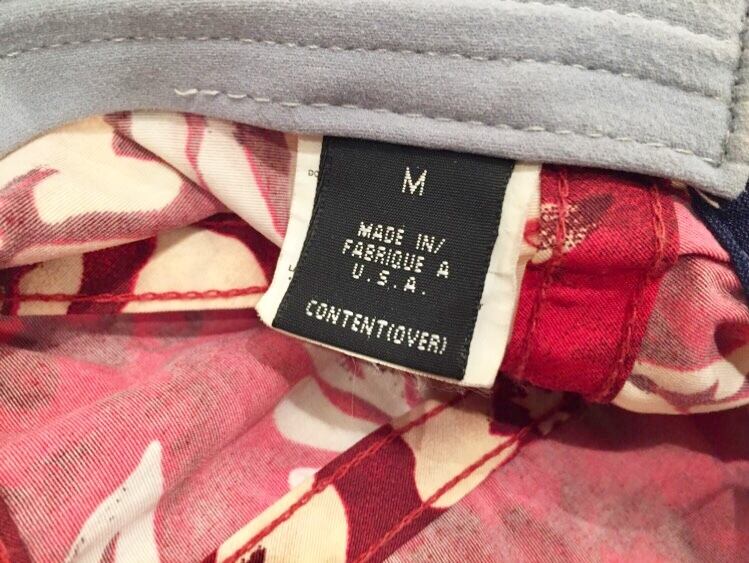 M
MADE IN/
FABRIQUE A
U.S.A.
CONTENT(OVER)